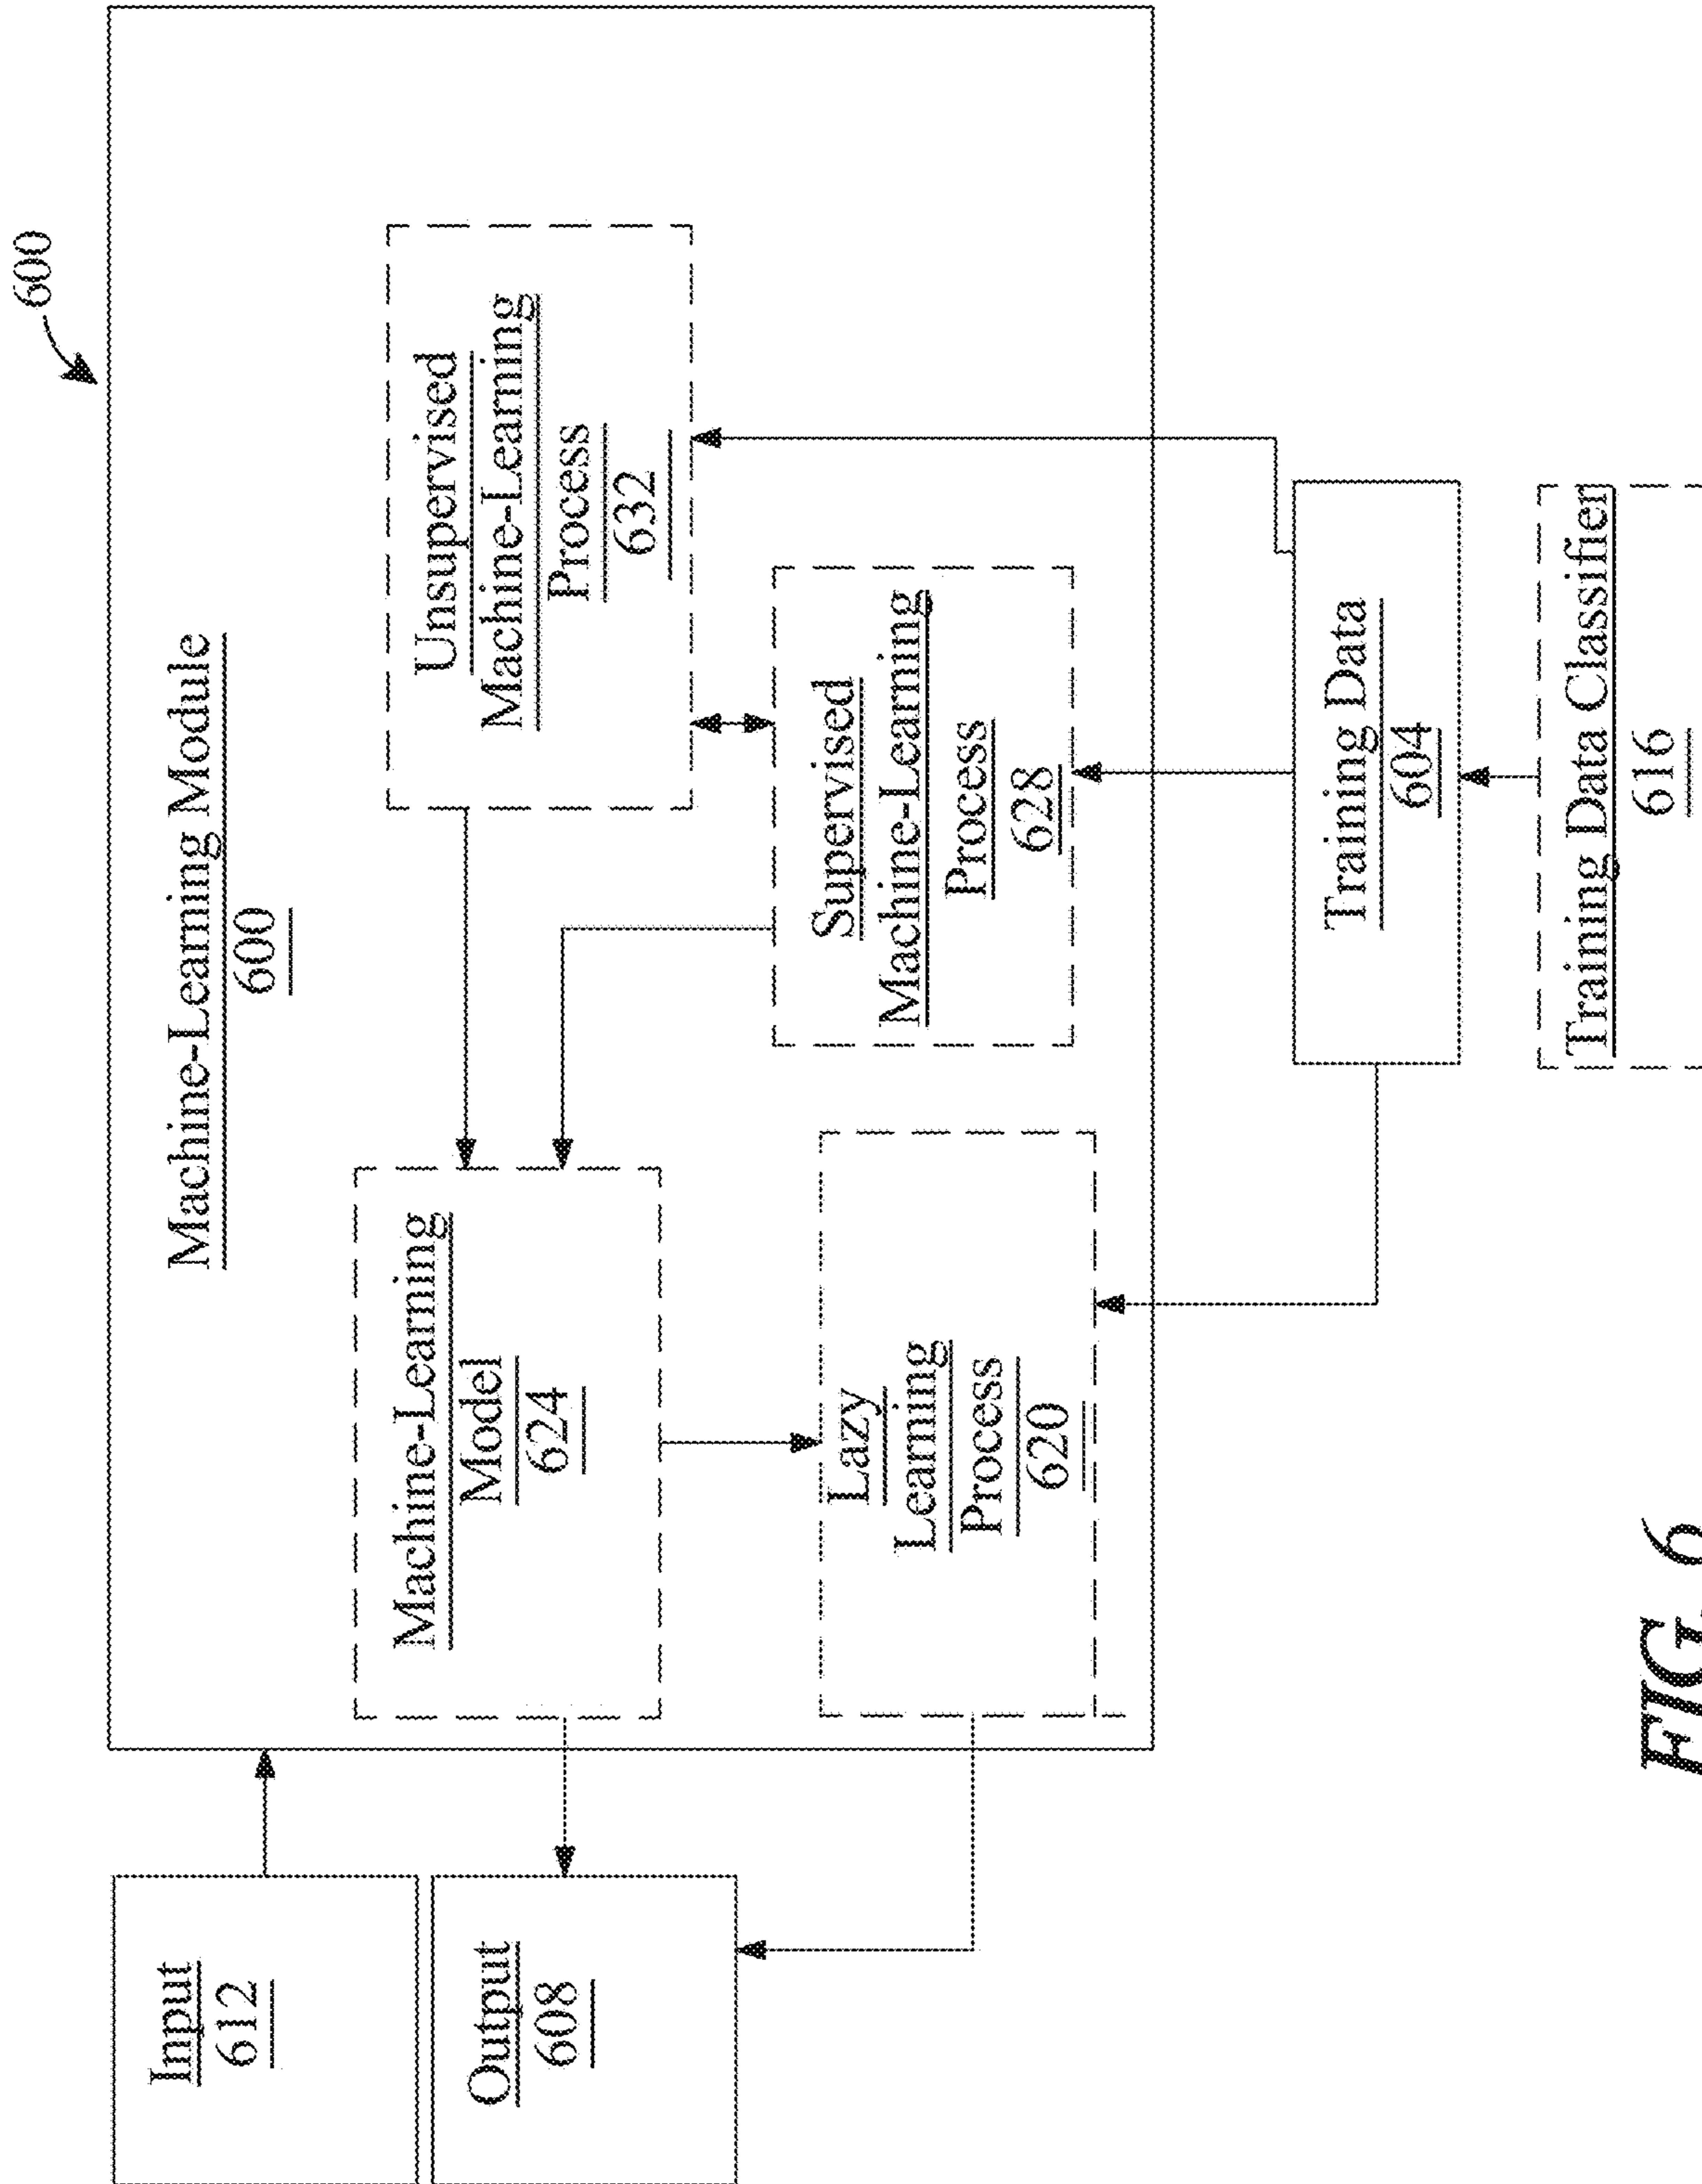 600
Machine-Learning Module
600
Input
612
Machine-Learning
Model
624
Unsupervised
Machine-Learning
Process
632
Output
608
Lazy
Learning
Process
620
Supervised
Machine-Learning
Process
628
Training Data
604
Training Data Classifier
616
FIG. 6